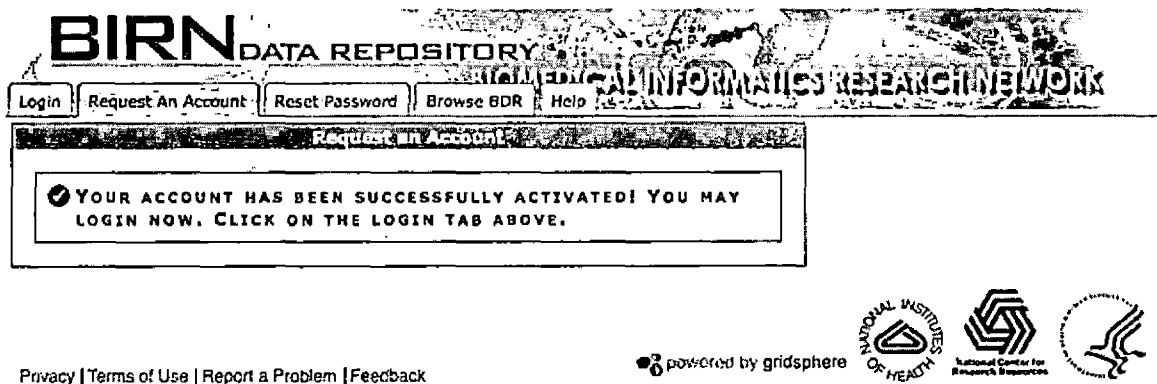 BIRN DATA REPOSITORY
BIOMEDICAL INFORMATICS RESEARCH NETWORK
Login Request An Account Reset Password Browse BDR Help
Request an Account
YOUR ACCOUNT HAS BEEN SUCCESSFULLY ACTIVATED! YOU MAY
LOGIN NOW. CLICK ON THE LOGIN TAB ABOVE.
NATIONAL INSTITUTES
OF HEALTH
National Center for
Research Resources
powered by gridsphere
Privacy | Terms of Use | Report a Problem | Feedback